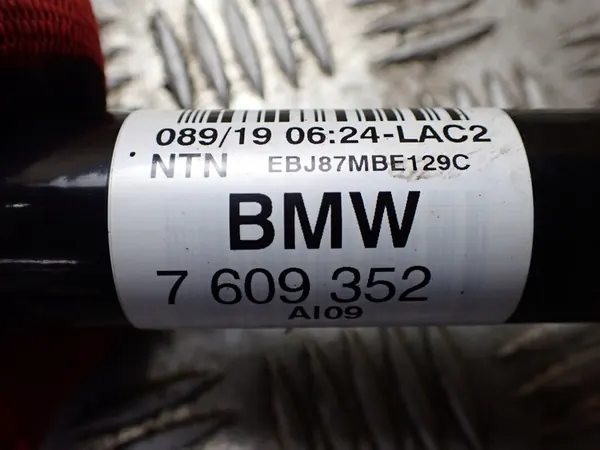 089/19 06:24-LAC2
NTN EBJ87MBE129C
BMW
7 609 352
AI09